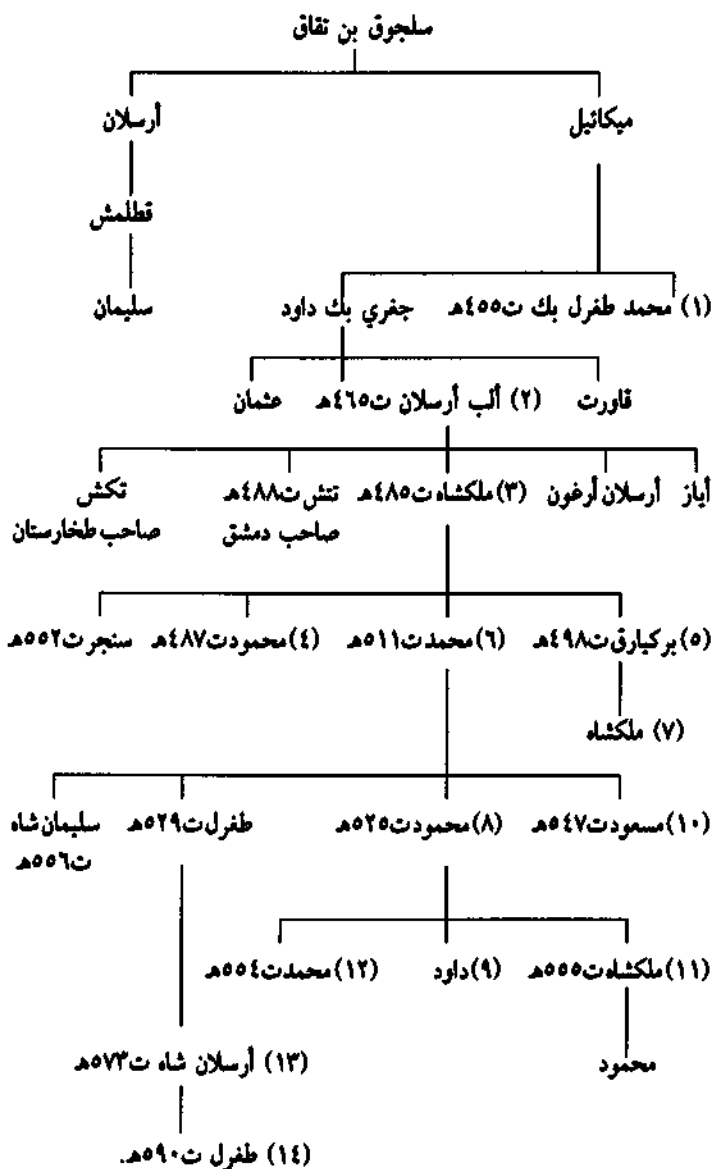 سلجوق بن تقاق
ميكائيل أرسلان
قطلمش
(١) محمد طغرل بك ت٤٥٥هـ جغري بك داود سليمان
قاورت (٢) ألب أرسلان ت٤٦٥هـ عثمان
أياز أرسلان أرغون (٣) ملكشاه ت٤٨٥هـ تتش ت٤٨٨هـ تكش
صاحب دمشق صاحب طخارستان
(٥) بركيارق ت٤٩٨هـ (٦) محمد ت٥١١هـ (٤) محمود ت٤٨٧هـ سنجر ت٥٥٢هـ
(٧) ملكشاه
(١٠) مسعود ت٥٤٧هـ (٨) محمود ت٥٢٥هـ طغرل ت٥٢٩هـ سليمان شاه
ت٥٥٦هـ
(١١) ملكشاه ت٥٥٥هـ (٩) داود (١٢) محمد ت٥٥٤هـ
محمود (١٣) أرسلان شاه ت٥٧٣هـ
(١٤) طغرل ت٥٩٠هـ.